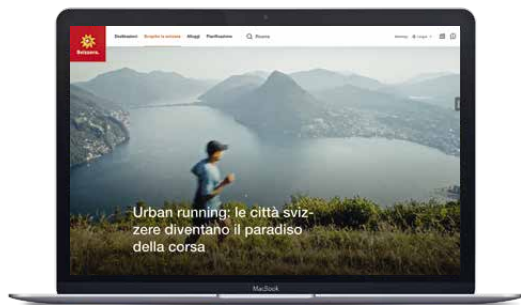 Destinazioni Scoprire la svizzera Alloggi Pianificazione Ricerca
Svizzera.
Urban running: le città sviz-
zere diventano il paradiso
della corsa
MacBook